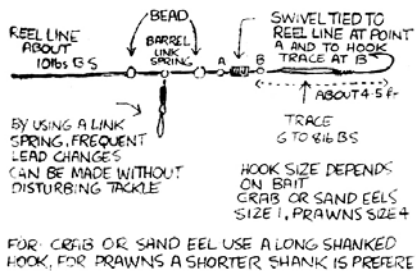 REEL LINE
ABOUT
10lbs BS
BEAD
BARREL
LINK
SPRING
A
B
SWIVEL TIED TO
REEL LINE AT POINT
A AND TO HOOK
TRACE AT B
ABOUT 4·5 ft
TRACE
6 TO 8lb BS
BY USING A LINK
SPRING, FREQUENT
LEAD CHANGES
CAN BE MADE WITHOUT
DISTURBING TACKLE
HOOK SIZE DEPENDS
ON BAIT
CRAB OR SAND EELS
SIZE 1, PRAWNS SIZE 4
FOR CRAB OR SAND EEL USE A LONG SHANKED
HOOK, FOR PRAWNS A SHORTER SHANK IS PREFERE